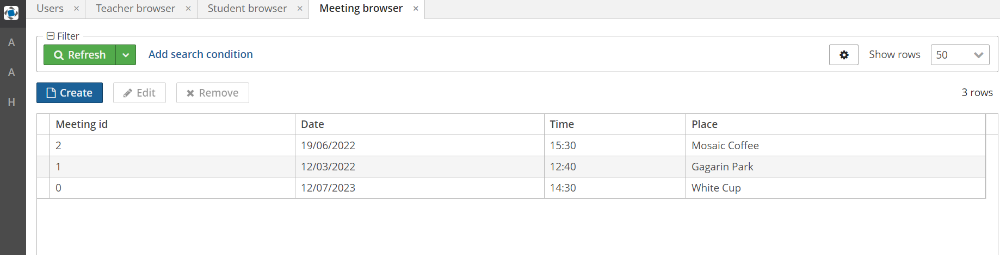 Users × Teacher browser × Student browser × Meeting browser ×
A
A
H
Filter
Refresh Add search condition Show rows 50
Create Edit Remove 3 rows
Meeting id Date Time Place
2 19/06/2022 15:30 Mosaic Coffee
1 12/03/2022 12:40 Gagarin Park
0 12/07/2023 14:30 White Cup